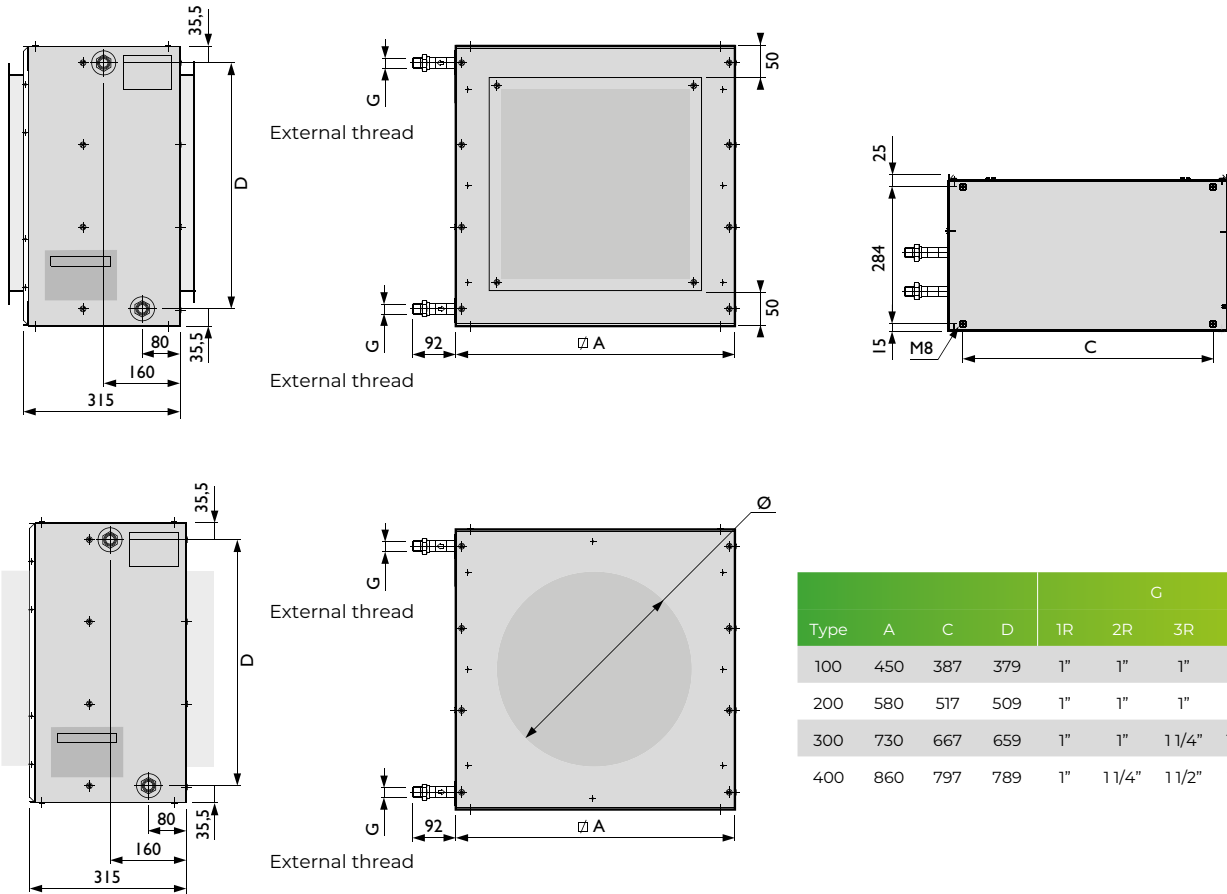 35,5
D
80
35,5
160
315
G
External thread
50
G
92
□ A
50
External thread
25
284
15
M8
C
35,5
D
80
35,5
160
315
G
External thread
Ø
G
92
□ A
External thread
G
Type A C D 1R 2R 3R
100 450 387 379 1” 1” 1”
200 580 517 509 1” 1” 1”
300 730 667 659 1” 1” 1 1/4”
400 860 797 789 1” 1 1/4” 1 1/2”